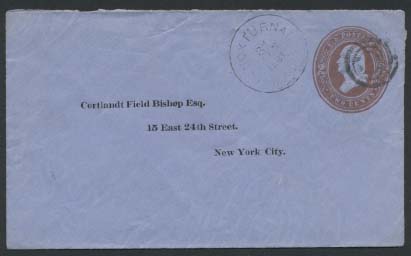 Cortlandt Field Bishop Esq.
15 East 24th Street.
New York City.